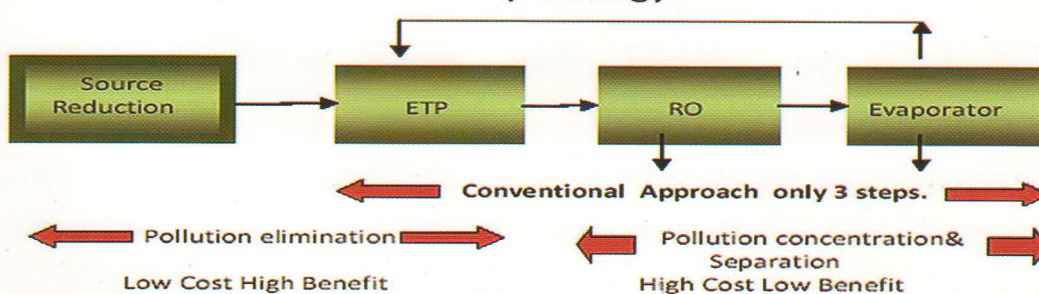 Source
Reduction
ETP
RO
Evaporator
Conventional Approach only 3 steps.
Pollution elimination
Pollution concentration&
Separation
Low Cost High Benefit
High Cost Low Benefit